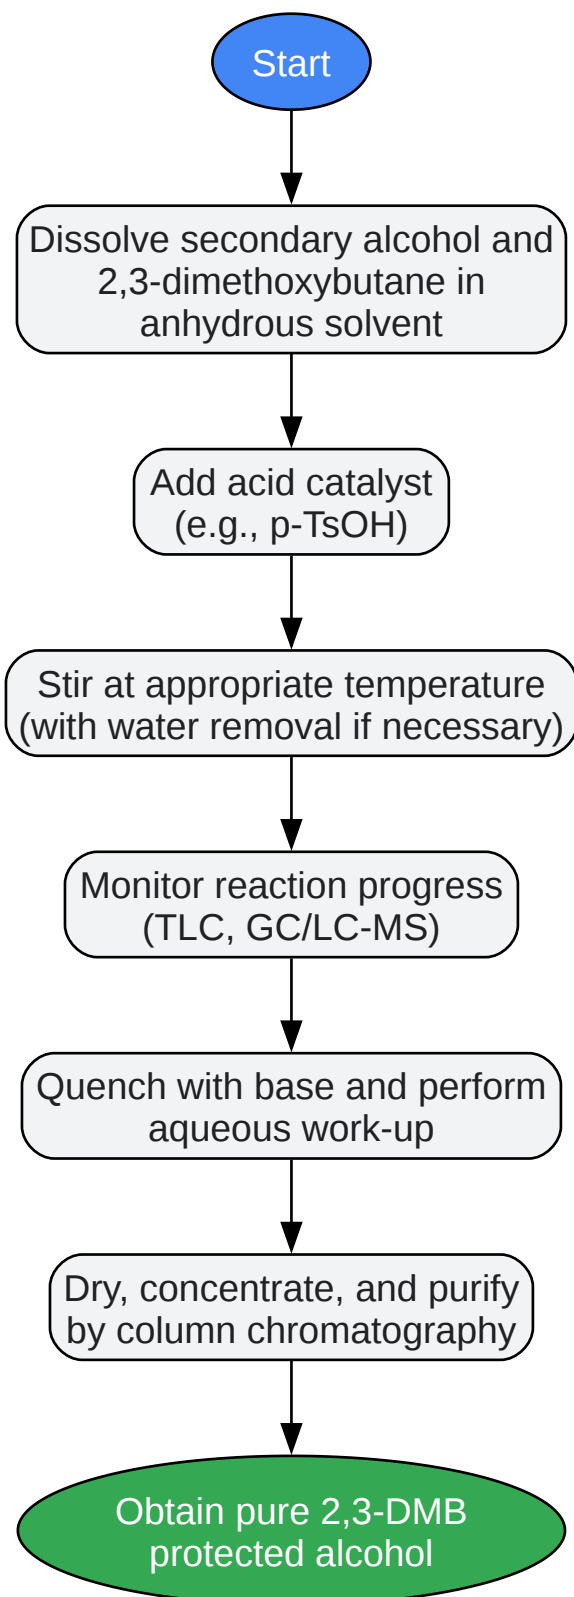 Start
Dissolve secondary alcohol and
2,3-dimethoxybutane in
anhydrous solvent
Add acid catalyst
(e.g., p-TsOH)
Stir at appropriate temperature
(with water removal if necessary)
Monitor reaction progress
(TLC, GC/LC-MS)
Quench with base and perform
aqueous work-up
Dry, concentrate, and purify
by column chromatography
Obtain pure 2,3-DMB
protected alcohol